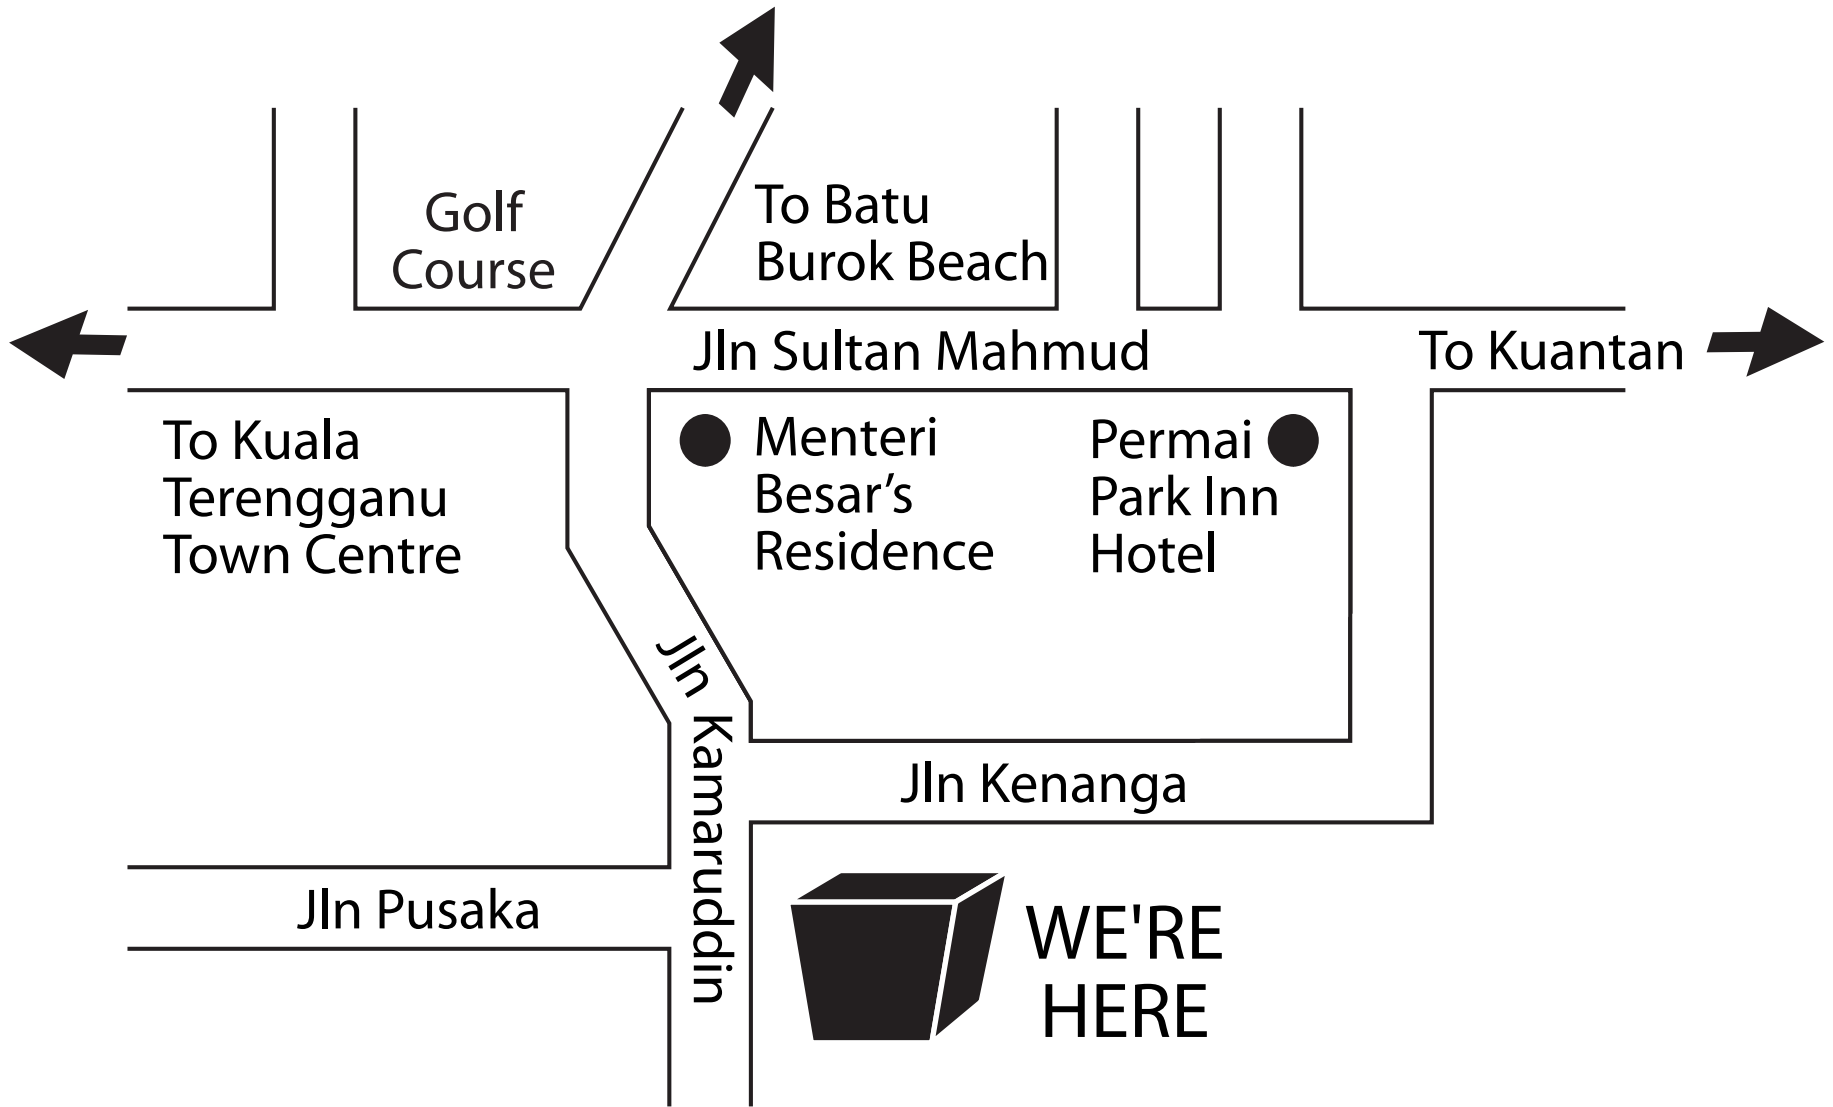 Golf
Course
To Batu
Burok Beach
Jln Sultan Mahmud
To Kuantan
To Kuala
Terengganu
Town Centre
Menteri
Besar's
Residence
Permai
Park Inn
Hotel
Jln Kamaruddin
Jln Kenanga
Jln Pusaka
WE'RE
HERE